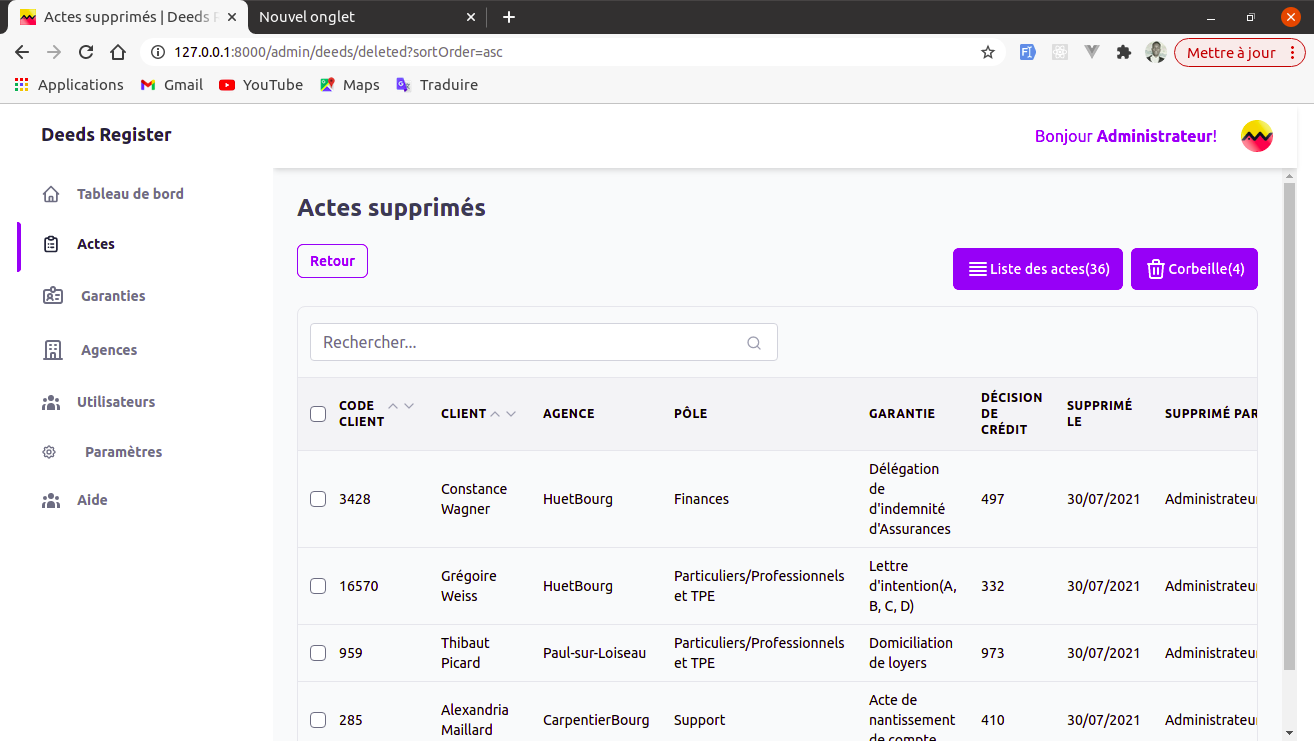 Actes supprimés | Deeds R
Nouvel onglet
127.0.0.1:8000/admin/deeds/deleted?sortOrder=asc
Mettre à jour
Applications
Gmail
YouTube
Maps
Traduire
Deeds Register
Bonjour Administrateur!
Tableau de bord
Actes
Garanties
Agences
Utilisateurs
Paramètres
Aide
Actes supprimés
Retour
Liste des actes(36)
Corbeille(4)
Rechercher...
CODE
CLIENT
CLIENT
AGENCE
PÔLE
GARANTIE
DÉCISION
DE
CRÉDIT
SUPPRIMÉ
LE
SUPPRIMÉ PAR
3428
Constance
Wagner
HuetBourg
Finances
Délégation
de
d'indemnité
d'Assurances
497
30/07/2021
Administrateu
16570
Grégoire
Weiss
HuetBourg
Particuliers/Professionnels
et TPE
Lettre
d'intention(A,
B, C, D)
332
30/07/2021
Administrateu
959
Thibaut
Picard
Paul-sur-Loiseau
Particuliers/Professionnels
et TPE
Domiciliation
de loyers
973
30/07/2021
Administrateu
285
Alexandria
Maillard
CarpentierBourg
Support
Acte de
nantissement
de compte
410
30/07/2021
Administrateu